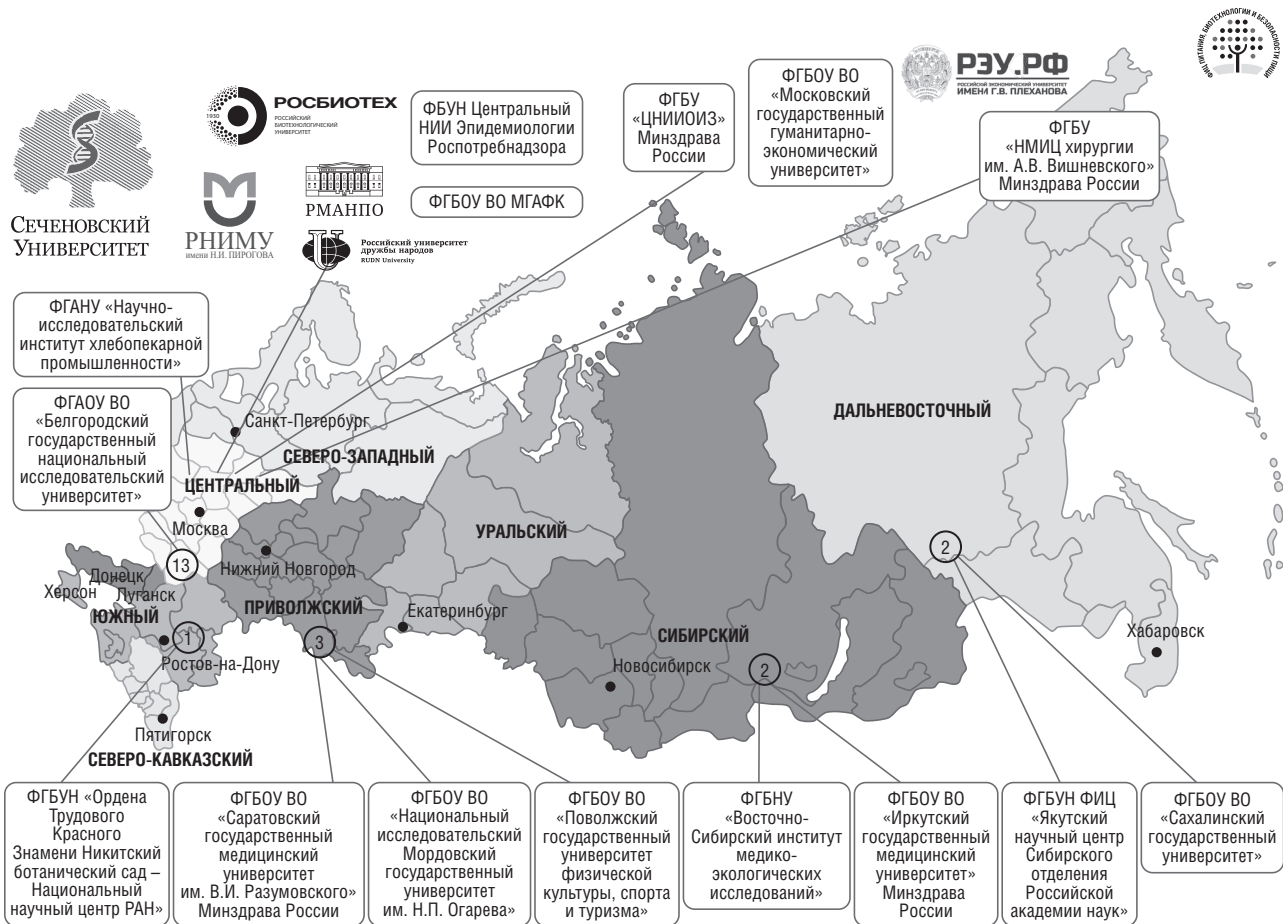 ФИЦ ПИТАНИЯ, БИОТЕХНОЛОГИИ И БЕЗОПАСНОСТИ ПИЩИ
РЭУ.РФ
РОССИЙСКИЙ ЭКОНОМИЧЕСКИЙ УНИВЕРСИТЕТ
ИМЕНИ Г.В. ПЛЕХАНОВА
1930
РОСБИОТЕХ
РОССИЙСКИЙ
БИОТЕХНОЛОГИЧЕСКИЙ
УНИВЕРСИТЕТ
СЕЧЕНОВСКИЙ
УНИВЕРСИТЕТ
РНИМУ
имени Н.И. ПИРОГОВА
РМАНПО
Российский университет
дружбы народов
RUDN University
ФБУН Центральный
НИИ Эпидемиологии
Роспотребнадзора
ФГБОУ ВО МГАФК
ФГБУ
«ЦНИИОИЗ»
Минздрава
России
ФГБОУ ВО
«Московский
государственный
гуманитарно-
экономический
университет»
ФГБУ
«НМИЦ хирургии
им. А.В. Вишневского»
Минздрава России
ФГАНУ «Научно-
исследовательский
институт хлебопекарной
промышленности»
ФГАОУ ВО
«Белгородский
государственный
национальный
исследовательский
университет»
Санкт-Петербург
СЕВЕРО-ЗАПАДНЫЙ
ЦЕНТРАЛЬНЫЙ
Москва
13
ДАЛЬНЕВОСТОЧНЫЙ
УРАЛЬСКИЙ
2
Нижний Новгород
Донецк
Херсон
Луганск
ЮЖНЫЙ
ПРИВОЛЖСКИЙ
Екатеринбург
1
3
Ростов-на-Дону
СИБИРСКИЙ
Новосибирск
2
Хабаровск
Пятигорск
СЕВЕРО-КАВКАЗСКИЙ
ФГБУН «Ордена
Трудового
Красного
Знамени Никитский
ботанический сад –
Национальный
научный центр РАН»
ФГБОУ ВО
«Саратовский
государственный
медицинский
университет
им. В.И. Разумовского»
Минздрава России
ФГБОУ ВО
«Национальный
исследовательский
Мордовский
государственный
университет
им. Н.П. Огарева»
ФГБОУ ВО
«Поволжский
государственный
университет
физической
культуры, спорта
и туризма»
ФГБНУ
«Восточно-
Сибирский институт
медико-
экологических
исследований»
ФГБОУ ВО
«Иркутский
государственный
медицинский
университет»
Минздрава
России
ФГБУН ФИЦ
«Якутский
научный центр
Сибирского
отделения
Российской
академии наук»
ФГБОУ ВО
«Сахалинский
государственный
университет»